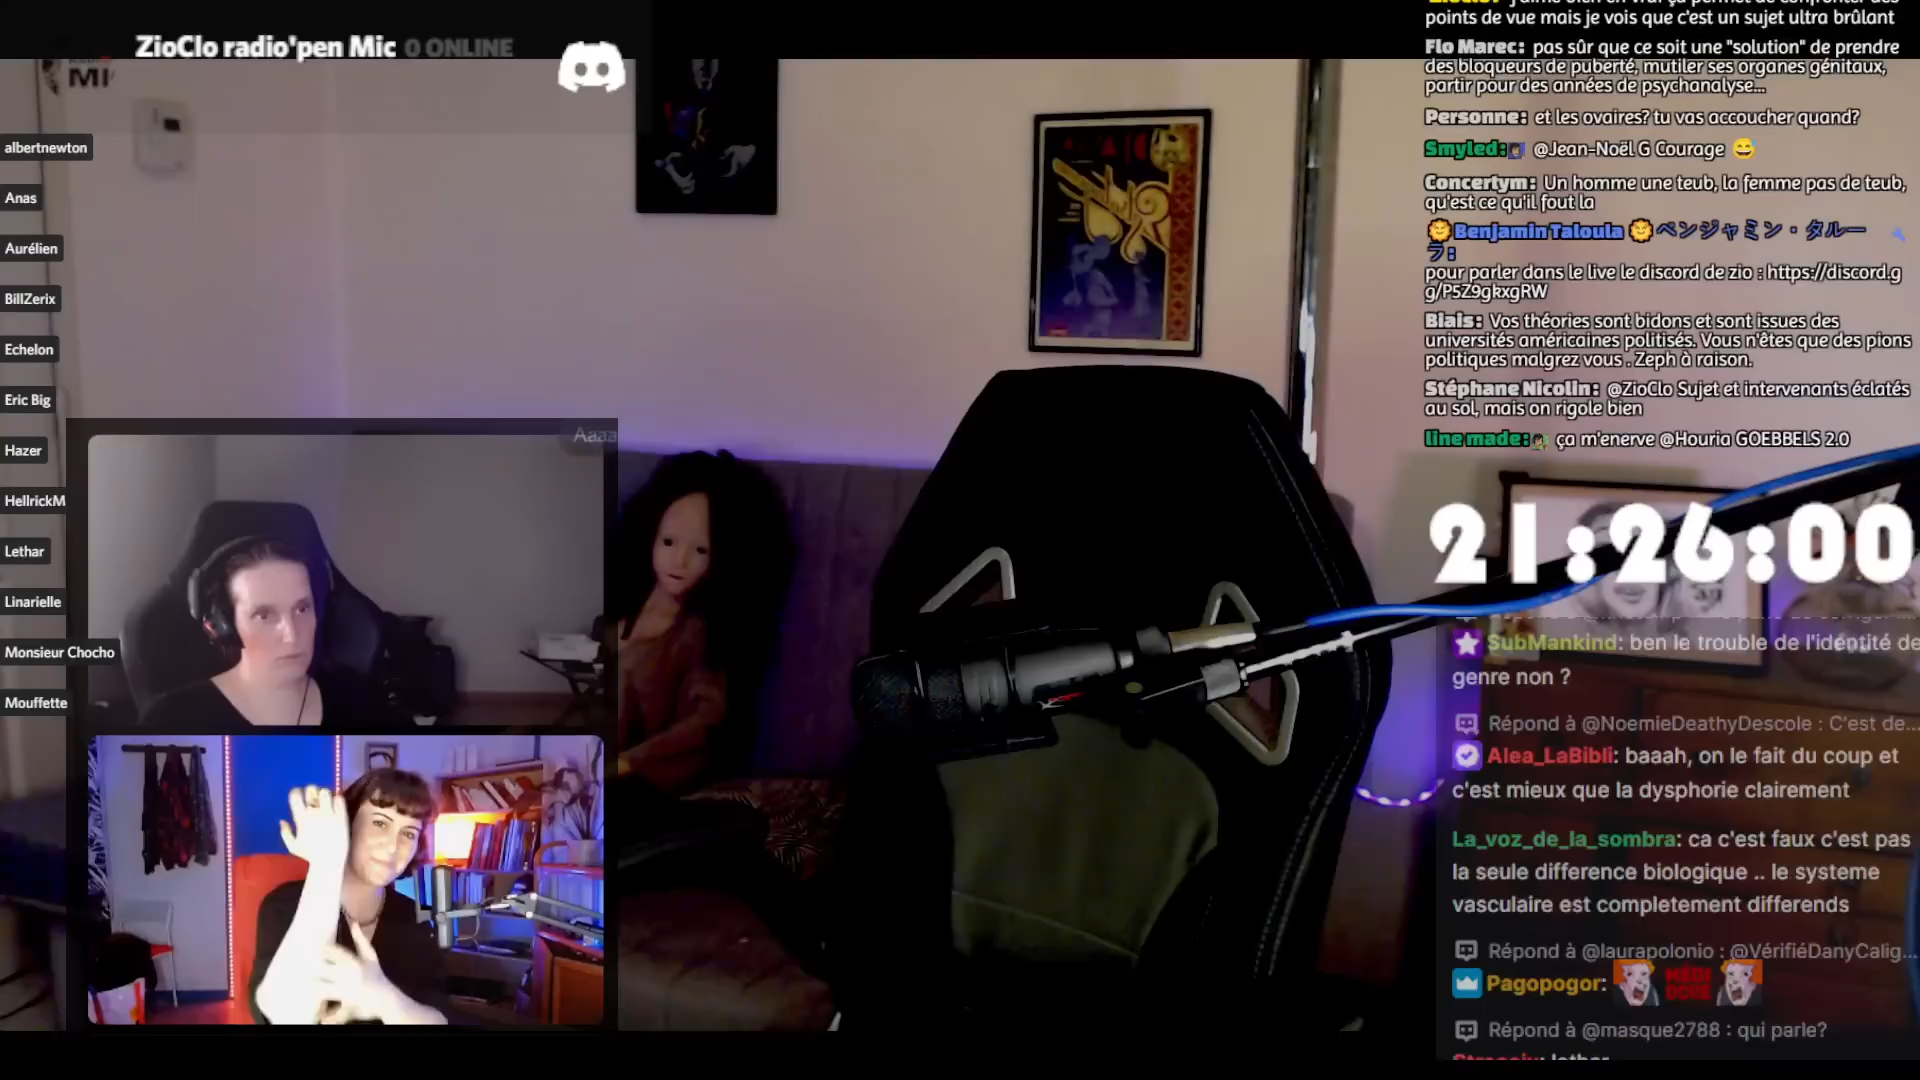 ZioClo radio'pen Mic 0 ONLINE
MI
albertnewton
Anas
Aurélien
BillZerix
Echelon
Eric Big
Hazer
HellrickM
Lethar
Linarielle
Monsieur Chocho
Mouffette
Aaaa
points de vue mais je vois que c'est un sujet ultra brûlant
Flo Marec: pas sûr que ce soit une "solution" de prendre
des bloqueurs de puberté, mutiler ses organes génitaux,
partir pour des années de psychanalyse...
Personne: et les ovaires? tu vas accoucher quand?
Smyled: @Jean-Noël G Courage 😅
Concertym: Un homme une teub, la femme pas de teub,
qu'est ce qu'il fout la
🌞Benjamin Taloula 🌞ベンジャミン・タルー
ラ:
pour parler dans le live le discord de zio : https://discord.g
g/P5Z9gkxgRW
Blais: Vos théories sont bidons et sont issues des
universités américaines politisés. Vous n'êtes que des pions
politiques malgrez vous . Zeph à raison.
Stéphane Nicolin: @ZioClo Sujet et intervenants éclatés
au sol, mais on rigole bien
line made: ça m'enerve @Houria GOEBBELS 2.0
21:26:00
SubMankind: ben le trouble de l'identité de
genre non ?
Répond à @NoemieDeathyDescole : C'est de...
Alea_LaBibli: baaah, on le fait du coup et
c'est mieux que la dysphorie clairement
La_voz_de_la_sombra: ca c'est faux c'est pas
la seule difference biologique .. le systeme
vasculaire est completement differends
Répond à @laurapolonio : @VérifiéDanyCalig...
Pagopogor: MÉDIOCRE
Répond à @masque2788 : qui parle?